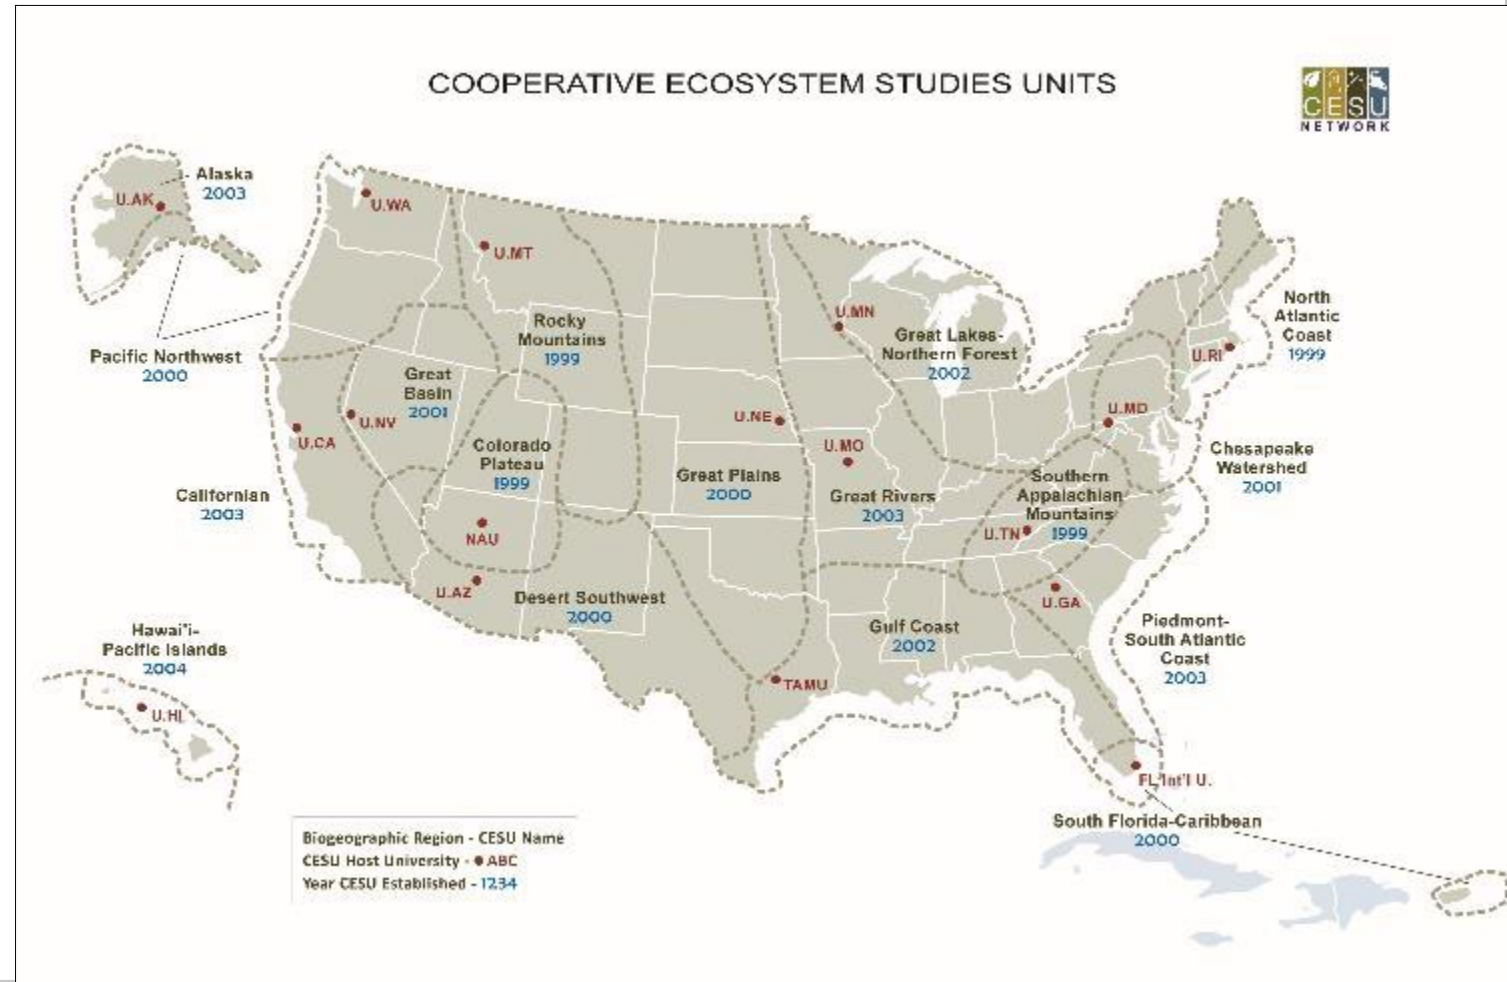 COOPERATIVE ECOSYSTEM STUDIES UNITS
CESU
NETWORK
Alaska
2003
U.AK
U.WA
U.MT
Pacific Northwest
2000
Rocky
Mountains
1999
U.MN
Great Lakes-
Northern Forest
2002
North
Atlantic
Coast
1999
U.RI
Great
Basin
2001
U.NV
U.CA
Colorado
Plateau
1999
U.NE
U.MO
U.MD
Chesapeake
Watershed
2001
Californian
2003
Great Plains
2000
Great Rivers
2003
Southern
Appalachian
Mountains
1999
U.TN
NAU
U.AZ
Desert Southwest
2000
U.GA
Gulf Coast
2002
Piedmont-
South Atlantic
Coast
2003
Hawai'i-
Pacific Islands
2004
U.HI
TAMU
FL Int'l U.
South Florida-Caribbean
2000
Biogeographic Region - CESU Name
CESU Host University - ABC
Year CESU Established - 1234